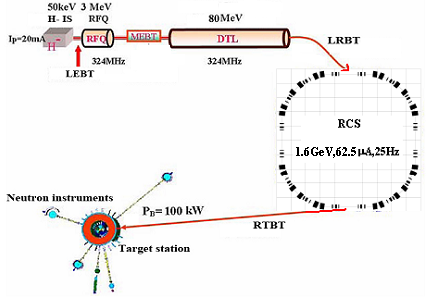 50keV 3 MeV
H- IS RFQ
80MeV
Ip=20mA
H-
RFQ
MEBT
DTL
LRBT
LEBT
324MHz
324MHz
RCS
1.6GeV,62.5μA,25Hz
Neutron instruments
PB= 100 kW
RTBT
Target station